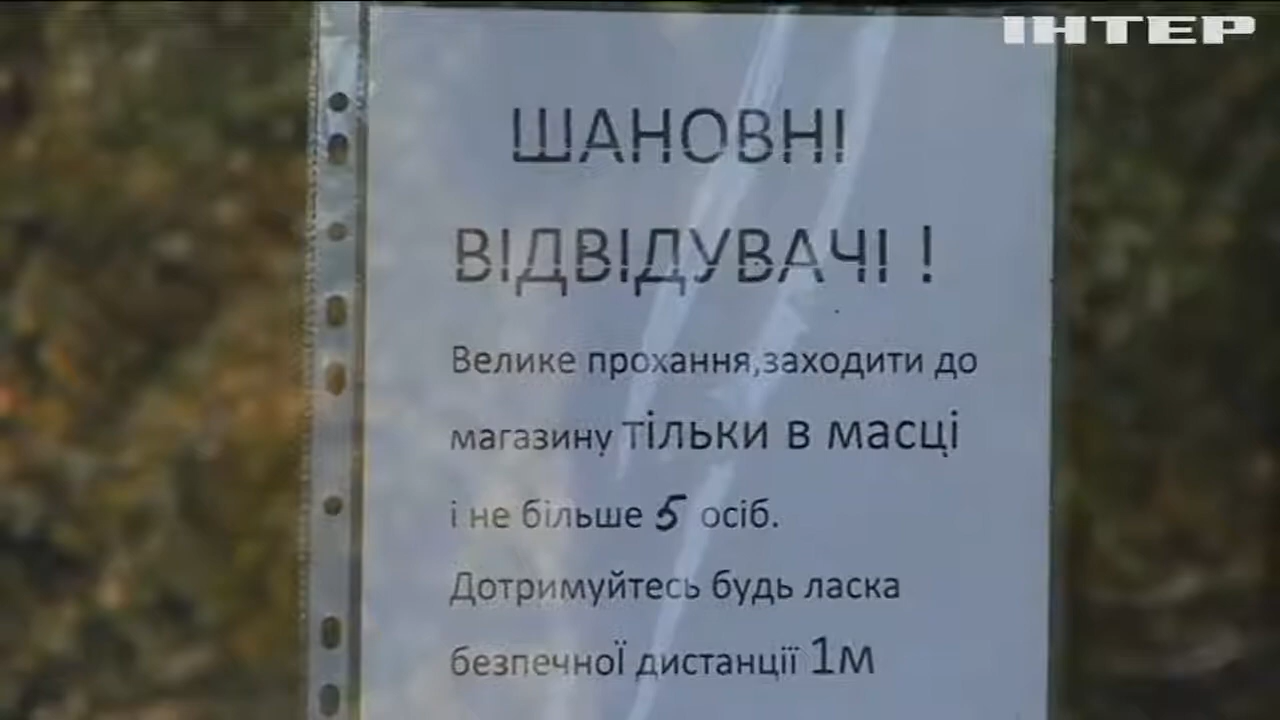 ІНТЕР
ШАНОВНІ
ВІДВІДУВАЧІ !
Велике прохання,заходити до
магазину тільки в масці
і не більше 5 осіб.
Дотримуйтесь будь ласка
безпечної дистанції 1м